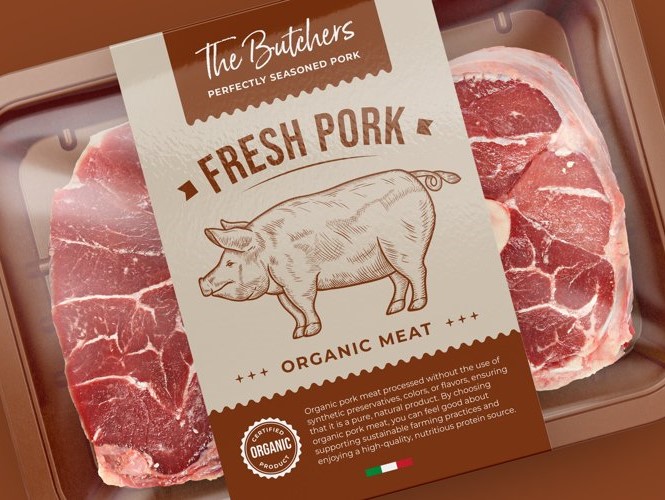 The Butchers
PERFECTLY SEASONED PORK
FRESH PORK
+++ ORGANIC MEAT +++
Organic pork meat processed without the use of
synthetic preservatives, colors, or flavors, ensuring
that it is a pure, natural product. By choosing
organic pork meat, you can feel good about
supporting sustainable farming practices and
enjoying a high-quality, nutritious protein source.
CERTIFIED
ORGANIC
PRODUCT